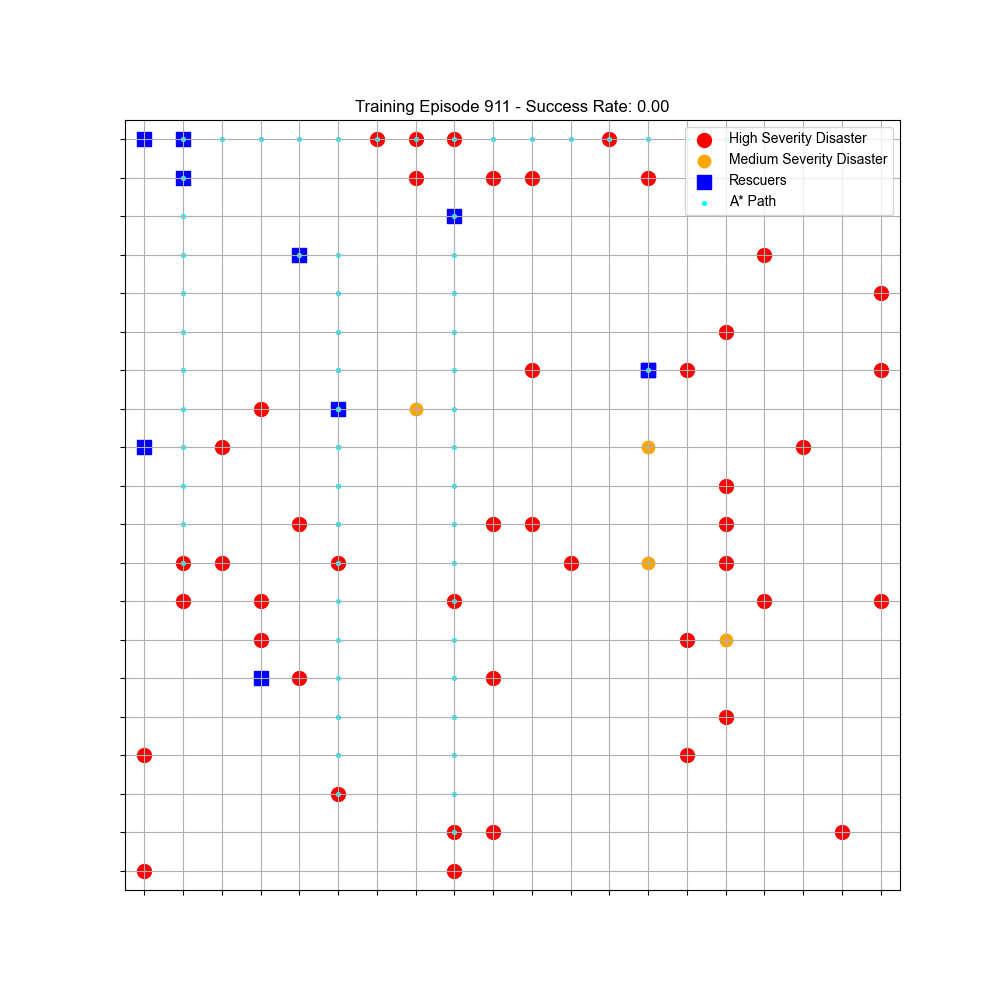 Training Episode 911 - Success Rate: 0.00
High Severity Disaster
Medium Severity Disaster
Rescuers
A* Path